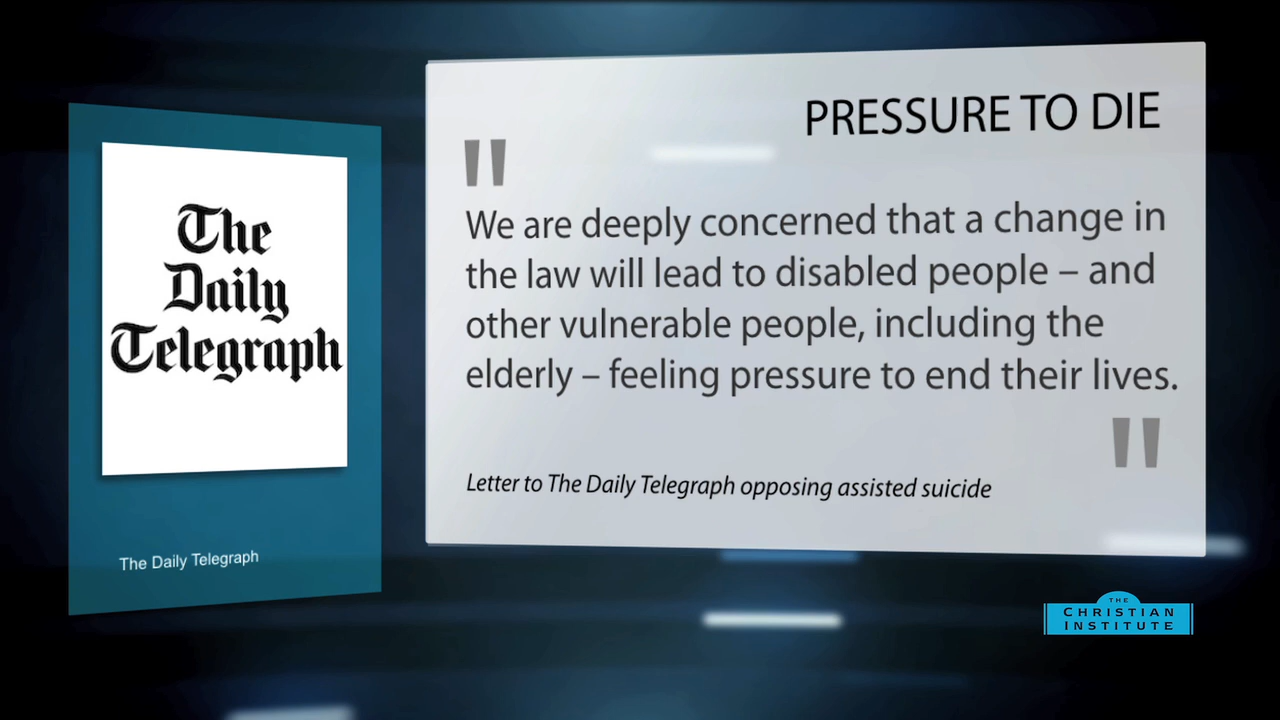 The
Daily
Telegraph
The Daily Telegraph
PRESSURE TO DIE
"
We are deeply concerned that a change in
the law will lead to disabled people – and
other vulnerable people, including the
elderly – feeling pressure to end their lives.
"
Letter to The Daily Telegraph opposing assisted suicide
THE
CHRISTIAN
INSTITUTE